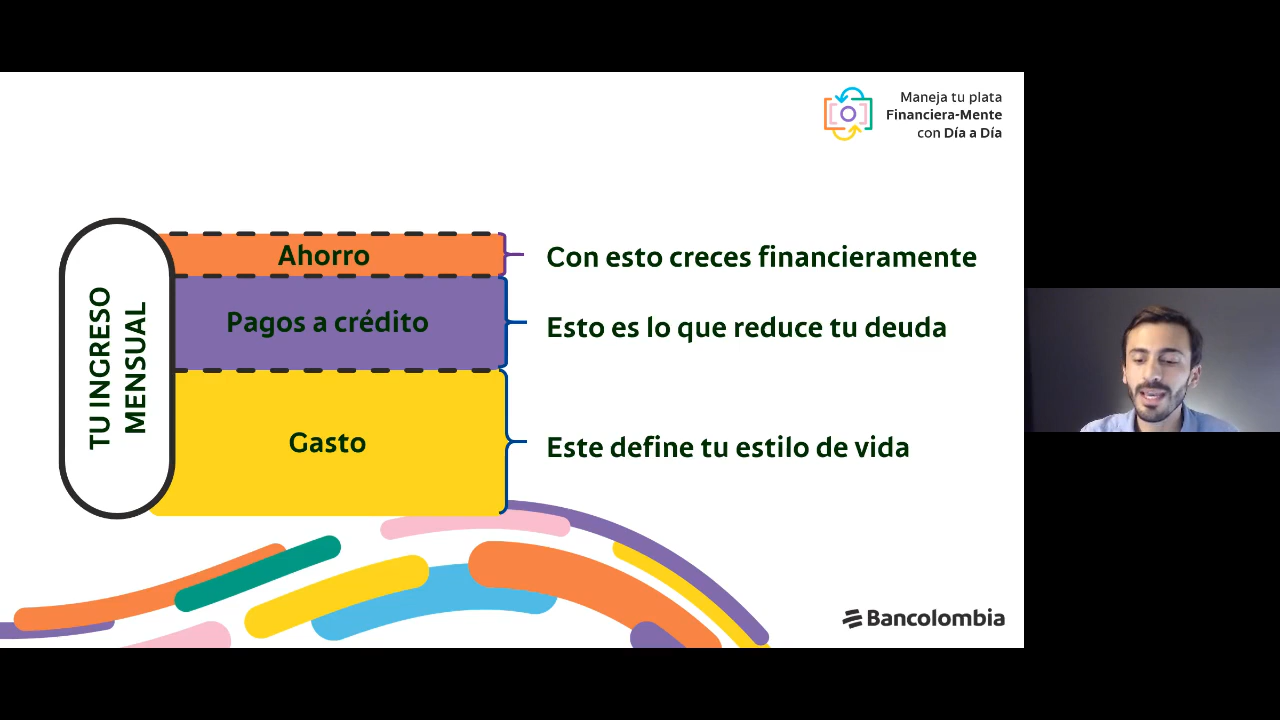 Maneja tu plata
Financiera-Mente
con Día a Día
TU INGRESO
MENSUAL
Ahorro
Con esto creces financieramente
Pagos a crédito
Esto es lo que reduce tu deuda
Gasto
Este define tu estilo de vida
Bancolombia